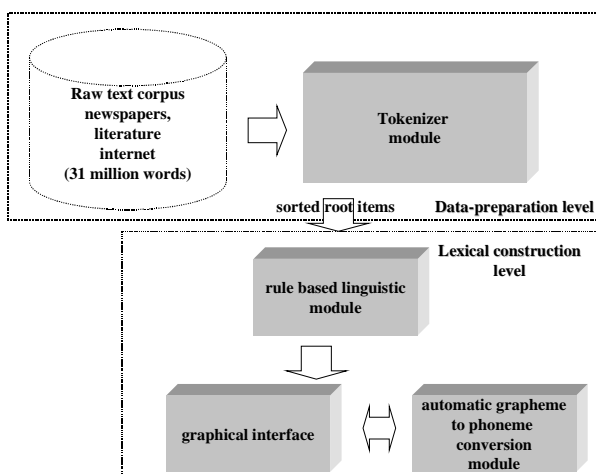 Raw text corpus
newspapers,
literature
internet
(31 million words)
Tokenizer
module
sorted root items
Data-preparation level
Lexical construction
level
rule based linguistic
module
graphical interface
automatic grapheme
to phoneme
conversion
module